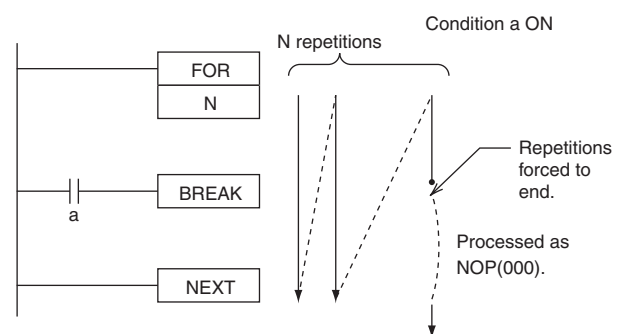 Condition a ON
N repetitions
FOR
N
Repetitions
forced to
end.
BREAK
a
Processed as
NOP(000).
NEXT